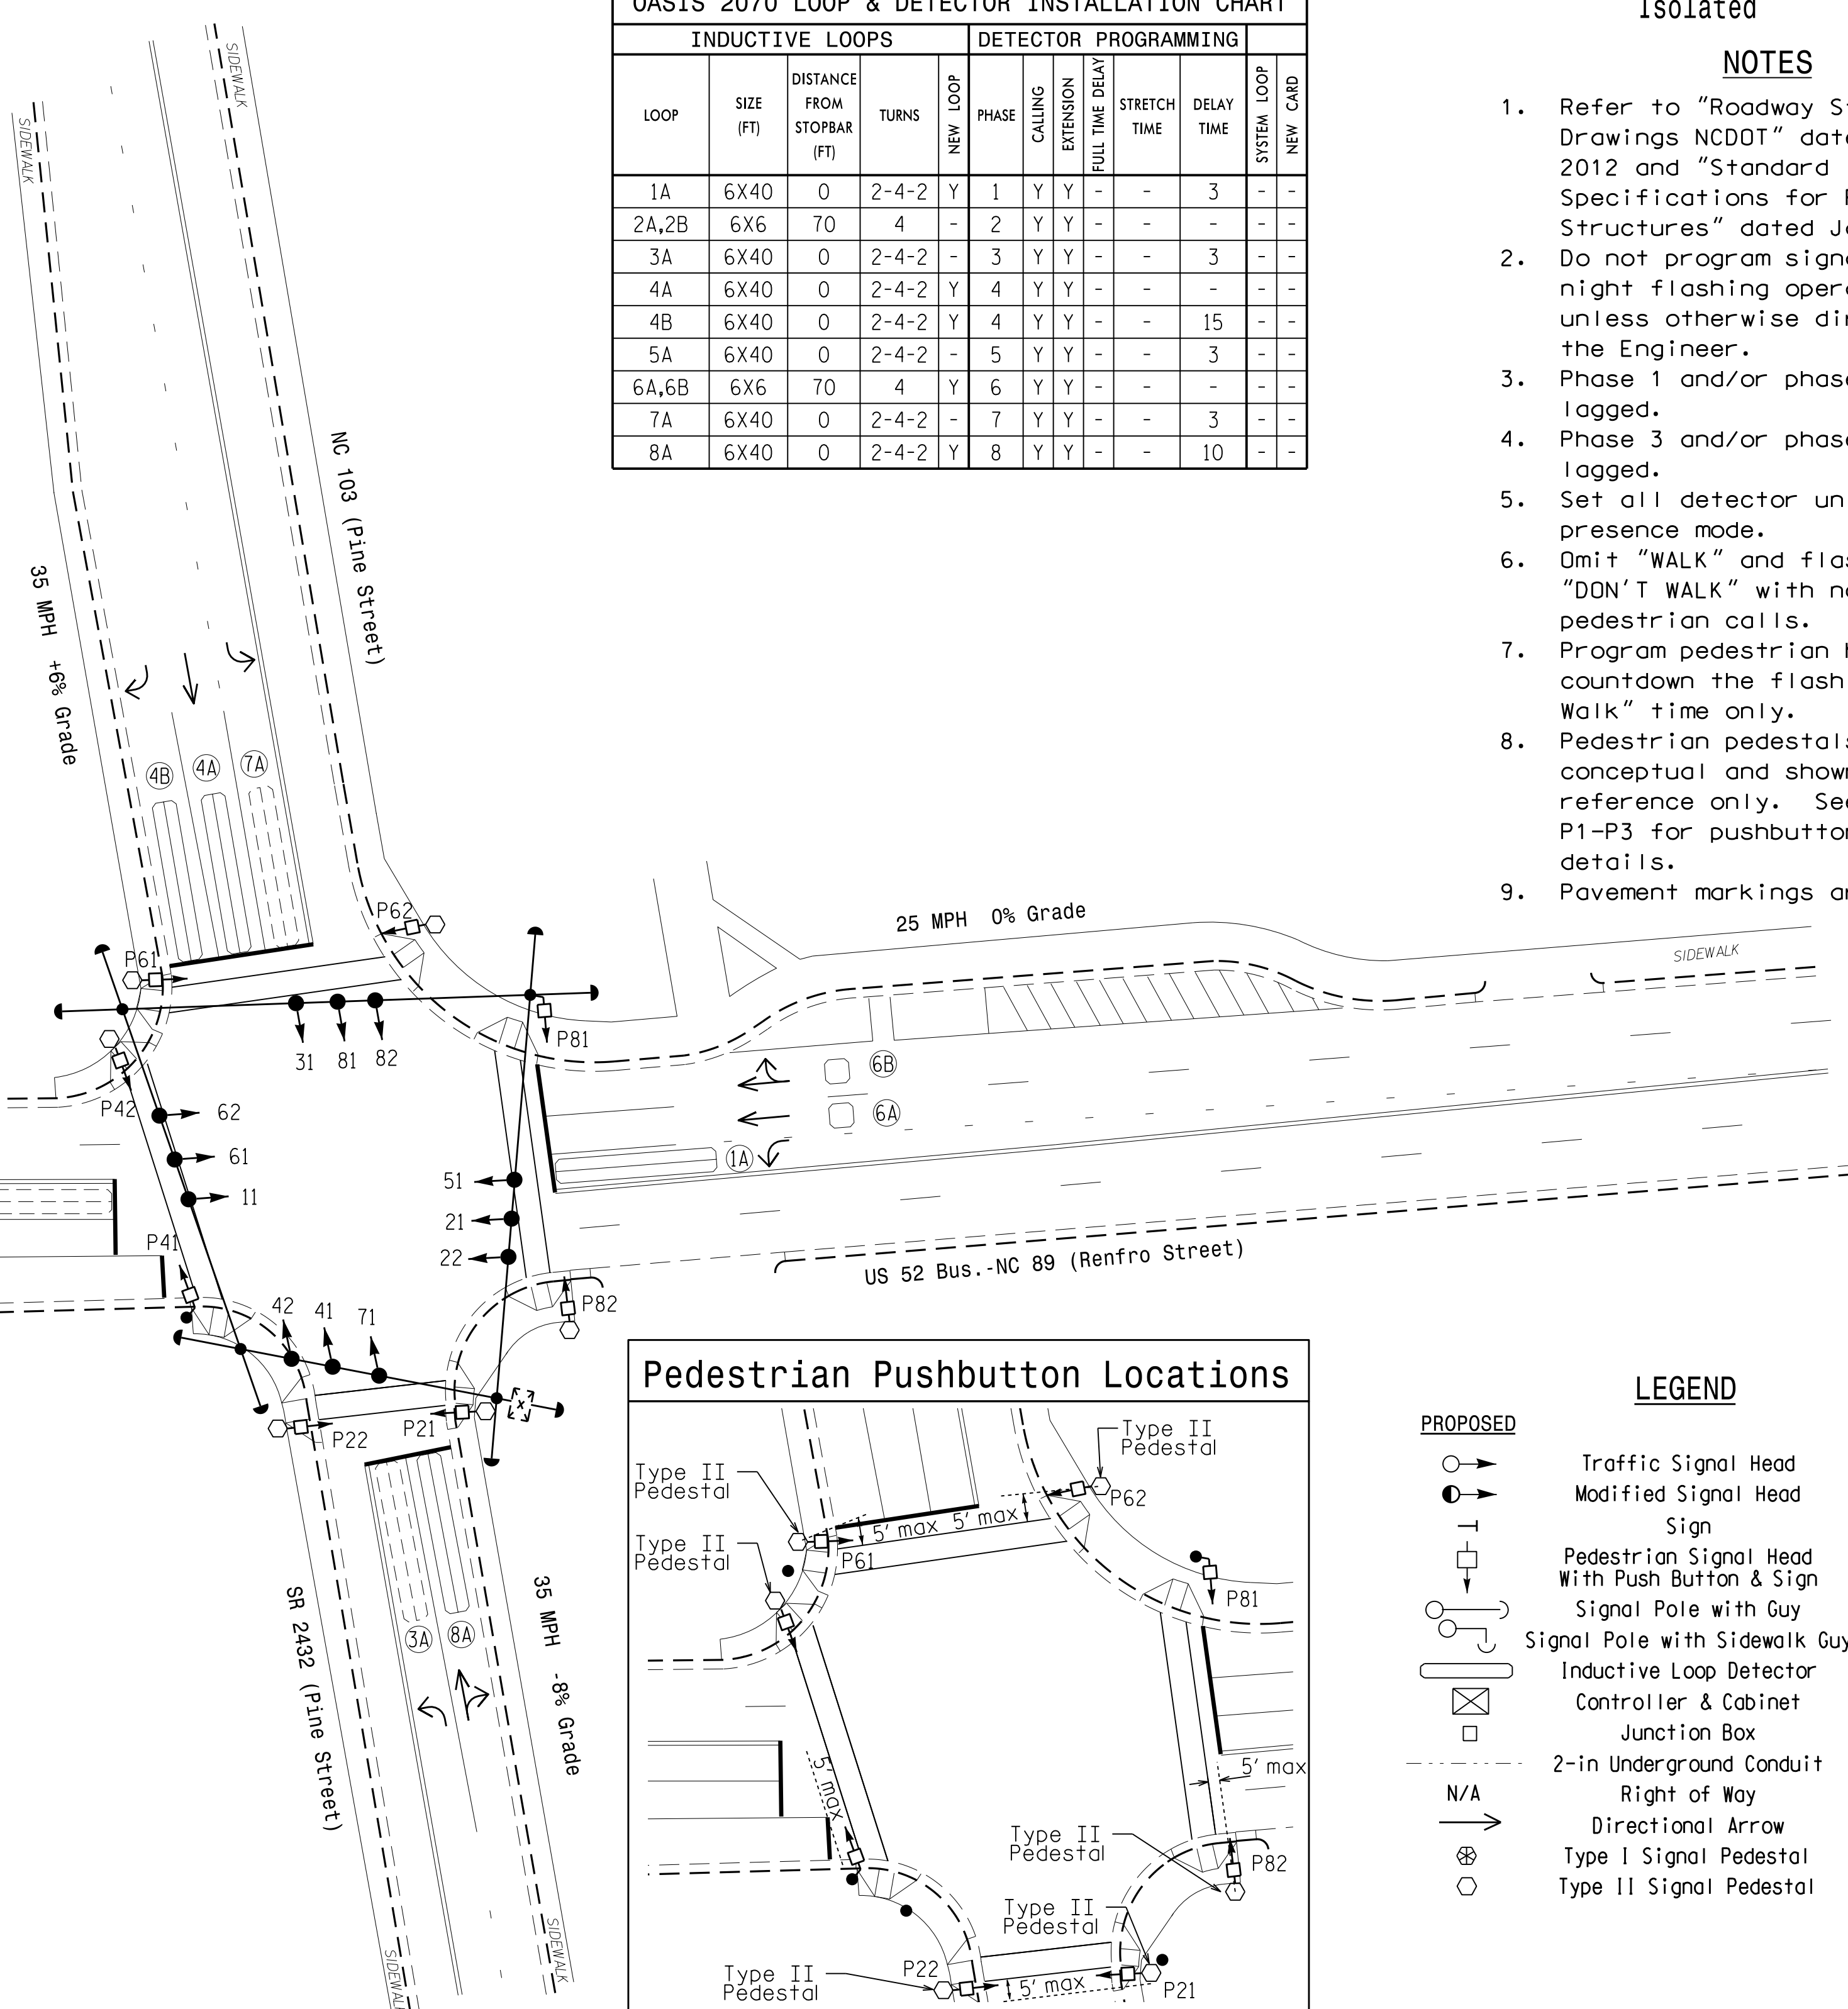 OASIS 2070 LOOP & DETECTOR INSTALLATION CHART
INDUCTIVE LOOPS DETECTOR PROGRAMMING
LOOP SIZE (FT) DISTANCE FROM STOPBAR (FT) TURNS NEW LOOP PHASE CALLING EXTENSION FULL TIME DELAY STRETCH TIME DELAY TIME SYSTEM LOOP NEW CARD
1A 6X40 0 2-4-2 Y 1 Y Y - - 3 - -
2A,2B 6X6 70 4 - 2 Y Y - - - - -
3A 6X40 0 2-4-2 - 3 Y Y - - 3 - -
4A 6X40 0 2-4-2 Y 4 Y Y - - - - -
4B 6X40 0 2-4-2 Y 4 Y Y - - 15 - -
5A 6X40 0 2-4-2 - 5 Y Y - - 3 - -
6A,6B 6X6 70 4 Y 6 Y Y - - - - -
7A 6X40 0 2-4-2 - 7 Y Y - - 3 - -
8A 6X40 0 2-4-2 Y 8 Y Y - - 10 - -
Isolated
NOTES
1. Refer to "Roadway
Drawings NCDOT"
2012 and "Standard
Specifications for
Structures" dated
2. Do not program
night flashing
unless otherwise
the Engineer.
3. Phase 1 and/or
lagged.
4. Phase 3 and/or
lagged.
5. Set all detector
presence mode.
6. Omit "WALK" and
"DON'T WALK" with
pedestrian calls.
7. Program pedestrian
countdown the flash
Walk" time only.
8. Pedestrian pedestals
conceptual and shown
reference only. See
P1-P3 for pushbutton
details.
9. Pavement markings
SIDEWALK
SIDEWALK
NC 103 (Pine Street)
35 MPH +6% Grade
4B 4A 7A
P61
P62
P42
31 81 82
P81
62
61
11
51
21
22
P41
42 41 71
P22
P21
P82
25 MPH 0% Grade
SIDEWALK
6B
6A
1A
US 52 Bus.-NC 89 (Renfro Street)
3A 8A
35 MPH -8% Grade
SR 2432 (Pine Street)
SIDEWALK
SIDEWALK
Pedestrian Pushbutton Locations
Type II
Pedestal
P62
Type II
Pedestal
Type II
Pedestal
5' max 5' max
P61
P81
5' max
5' max
Type II
Pedestal
P82
Type II
Pedestal
Type II
Pedestal
P22
5' max
P21
LEGEND
PROPOSED
Traffic Signal Head
Modified Signal Head
Sign
Pedestrian Signal Head
With Push Button & Sign
Signal Pole with Guy
Signal Pole with Sidewalk Guy
Inductive Loop Detector
Controller & Cabinet
Junction Box
2-in Underground Conduit
N/A Right of Way
Directional Arrow
Type I Signal Pedestal
Type II Signal Pedestal